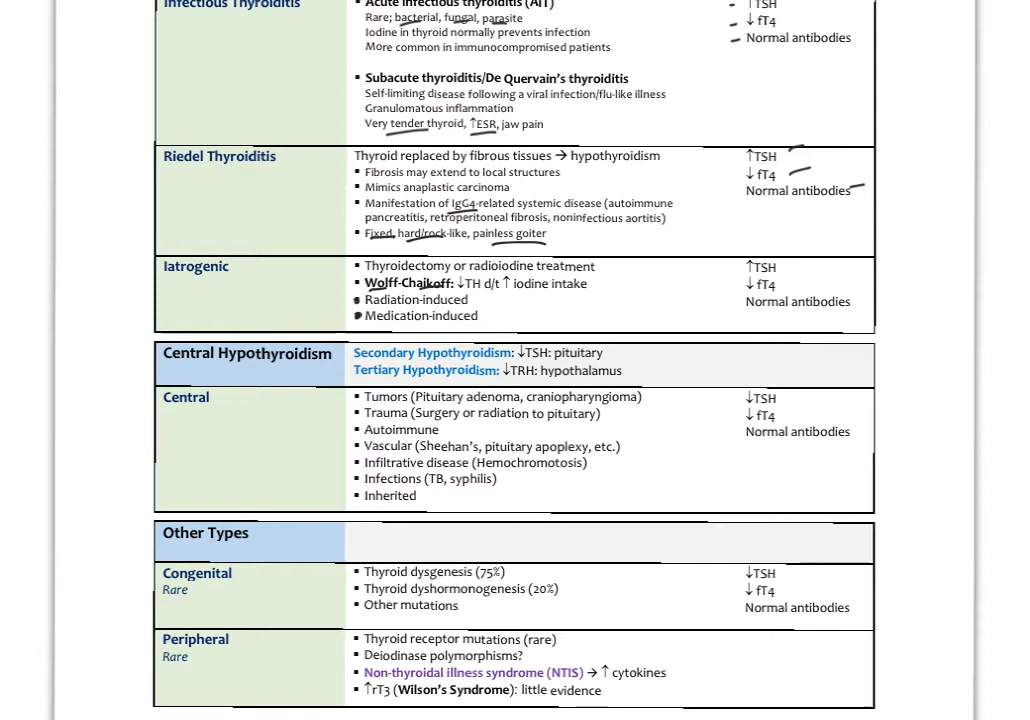 Infectious Thyroiditis
▪ Acute infectious thyroiditis (AIT)
Rare; bacterial, fungal, parasite
Iodine in thyroid normally prevents infection
More common in immunocompromised patients
▪ Subacute thyroiditis/De Quervain's thyroiditis
Self-limiting disease following a viral infection/flu-like illness
Granulomatous inflammation
Very tender thyroid, ↑ESR, jaw pain
↑TSH
↓ fT4
Normal antibodies
Riedel Thyroiditis
Thyroid replaced by fibrous tissues → hypothyroidism
▪ Fibrosis may extend to local structures
▪ Mimics anaplastic carcinoma
▪ Manifestation of IgG4-related systemic disease (autoimmune
pancreatitis, retroperitoneal fibrosis, noninfectious aortitis)
▪ Fixed, hard/rock-like, painless goiter
↑TSH
↓ fT4
Normal antibodies
Iatrogenic
▪ Thyroidectomy or radioiodine treatment
▪ Wolff-Chaikoff: ↓TH d/t ↑ iodine intake
▪ Radiation-induced
▪ Medication-induced
↑TSH
↓ fT4
Normal antibodies
Central Hypothyroidism
Secondary Hypothyroidism: ↓TSH: pituitary
Tertiary Hypothyroidism: ↓TRH: hypothalamus
Central
▪ Tumors (Pituitary adenoma, craniopharyngioma)
▪ Trauma (Surgery or radiation to pituitary)
▪ Autoimmune
▪ Vascular (Sheehan's, pituitary apoplexy, etc.)
▪ Infiltrative disease (Hemochromotosis)
▪ Infections (TB, syphilis)
▪ Inherited
↓TSH
↓ fT4
Normal antibodies
Other Types
Congenital
Rare
▪ Thyroid dysgenesis (75%)
▪ Thyroid dyshormonogenesis (20%)
▪ Other mutations
↓TSH
↓ fT4
Normal antibodies
Peripheral
Rare
▪ Thyroid receptor mutations (rare)
▪ Deiodinase polymorphisms?
▪ Non-thyroidal illness syndrome (NTIS) → ↑ cytokines
▪ ↑rT3 (Wilson's Syndrome): little evidence